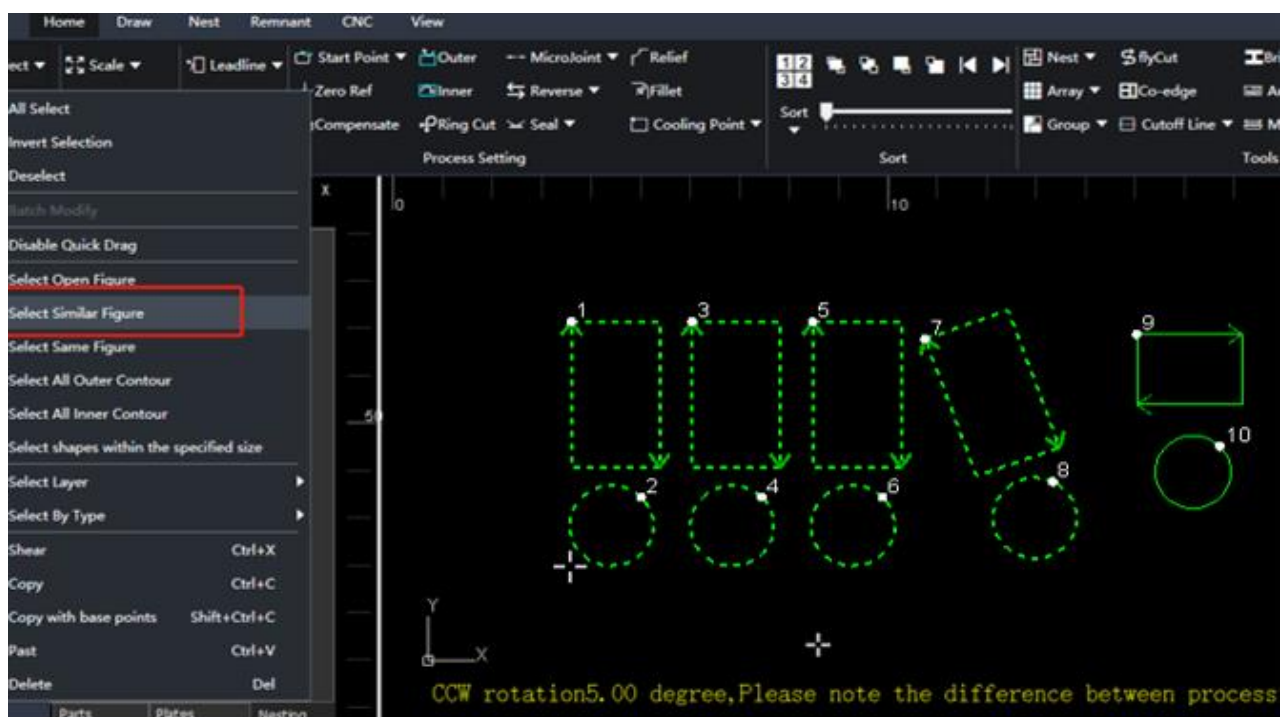 Home Draw Nest Remnant CNC View
ect Scale Leadline Start Point Outer MicroJoint Relief 1 2 Nest flyCut Bri
Zero Ref Inner Reverse Fillet 3 4 Array Co-edge
Compensate Ring Cut Seal Cooling Point Sort Group Cutoff Line M
Process Setting Sort Tools
All Select
Invert Selection
Deselect
Batch Modify
Disable Quick Drag
Select Open Figure
Select Similar Figure
Select Same Figure
Select All Outer Contour
Select All Inner Contour
Select shapes within the specified size
Select Layer
Select By Type
Shear Ctrl+X
Copy Ctrl+C
Copy with base points Shift+Ctrl+C
Past Ctrl+V
Delete Del
Parts Plates Nesting
X
0 10
50
1 3 5 7 9
2 4 6 8 10
Y
X
CCW rotation5.00 degree,Please note the difference between process